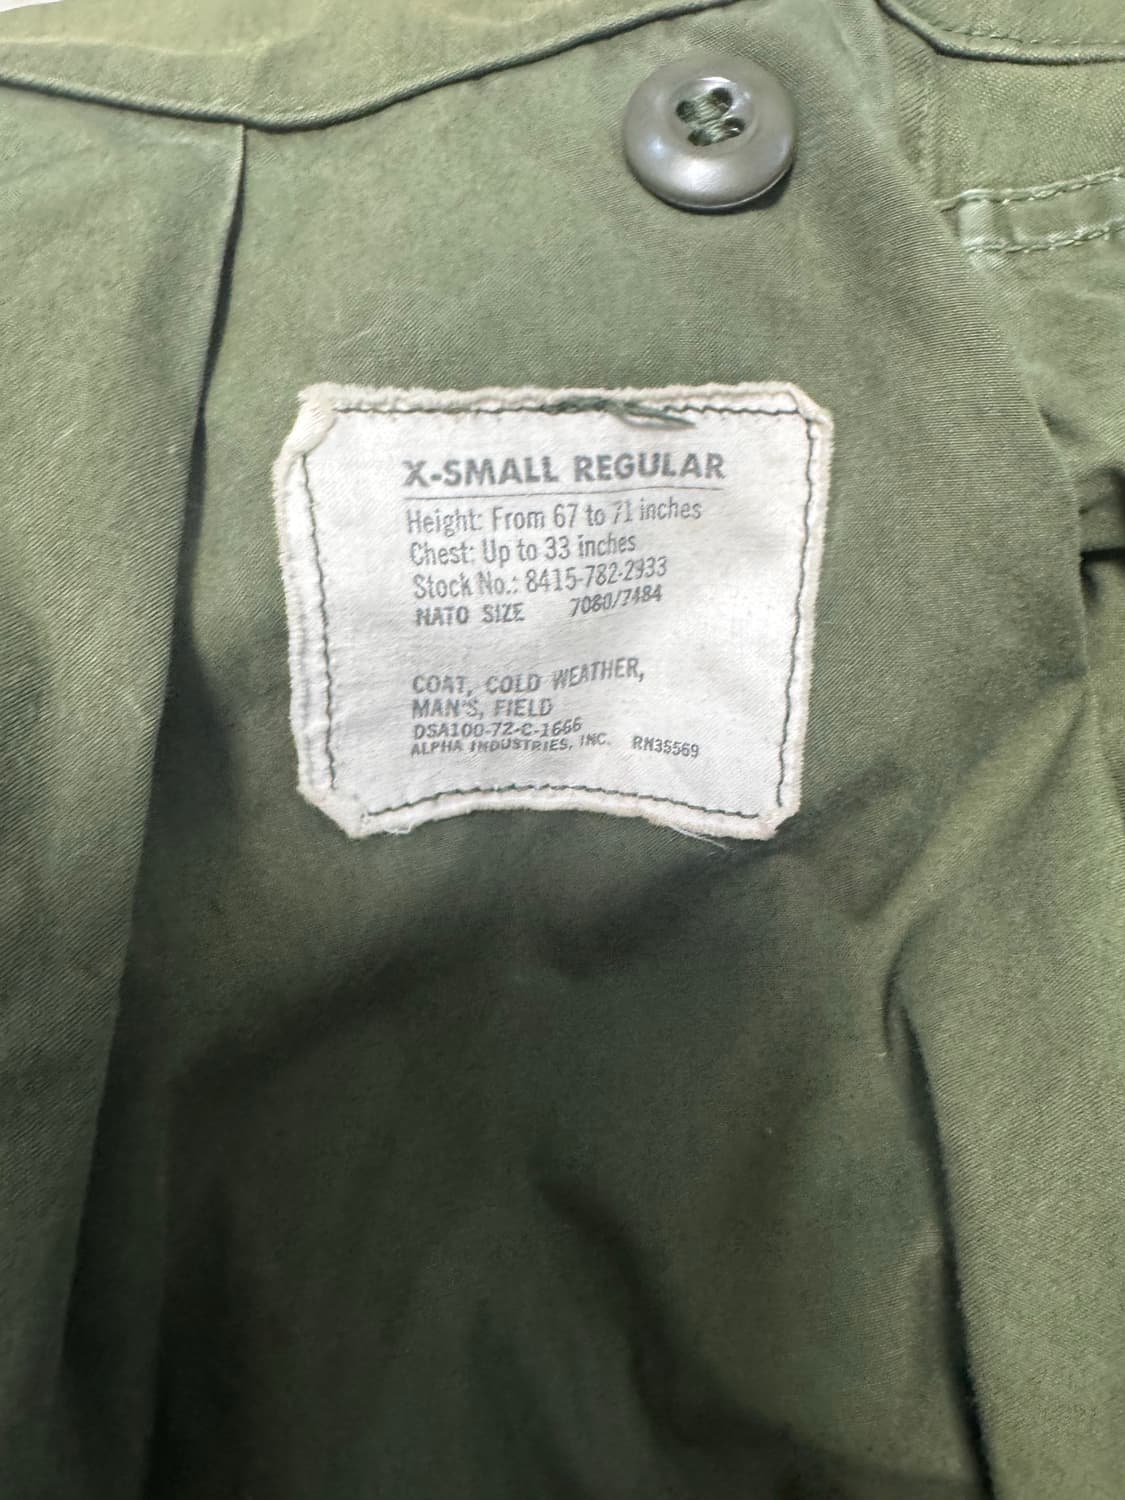 X-SMALL REGULAR
Height: From 67 to 71 inches
Chest: Up to 33 inches
Stock No.: 8415-782-2933
NATO SIZE 7080/7484
COAT, COLD WEATHER,
MAN'S, FIELD
DSA100-72-C-1666
ALPHA INDUSTRIES, INC. RN35569